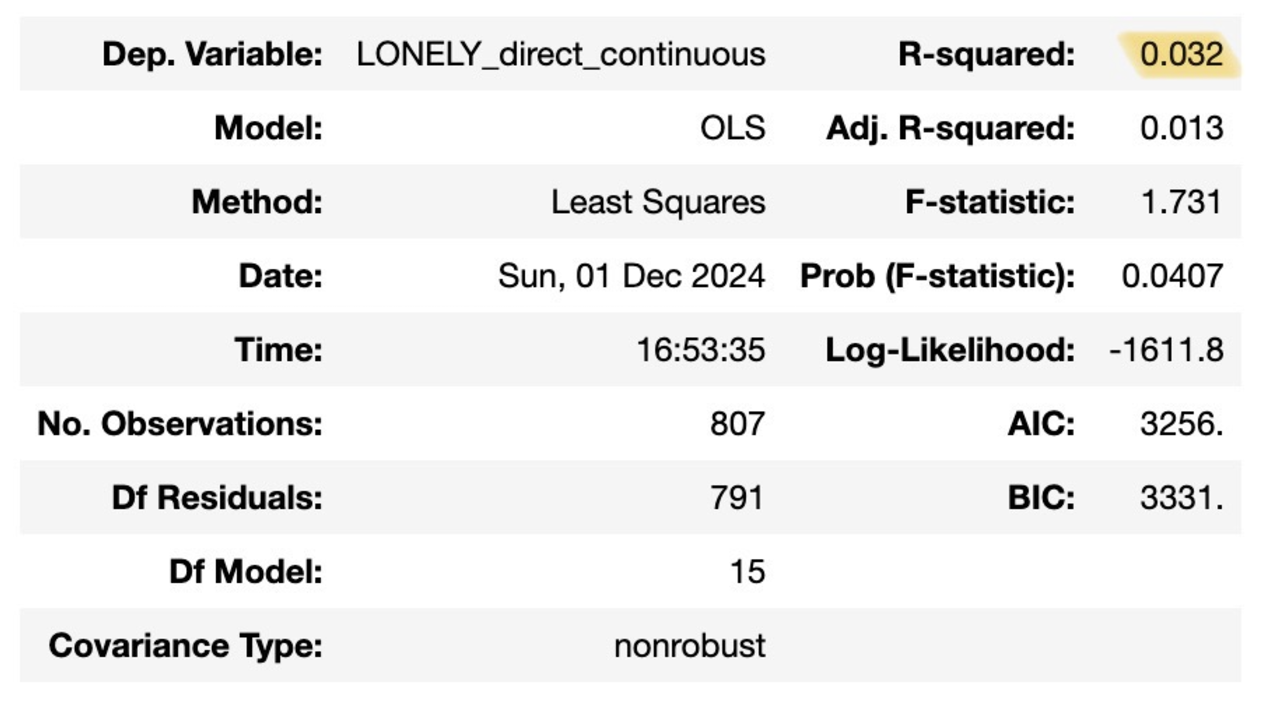 Dep. Variable: LONELY_direct_continuous R-squared: 0.032
Model: OLS Adj. R-squared: 0.013
Method: Least Squares F-statistic: 1.731
Date: Sun, 01 Dec 2024 Prob (F-statistic): 0.0407
Time: 16:53:35 Log-Likelihood: -1611.8
No. Observations: 807 AIC: 3256.
Df Residuals: 791 BIC: 3331.
Df Model: 15
Covariance Type: nonrobust